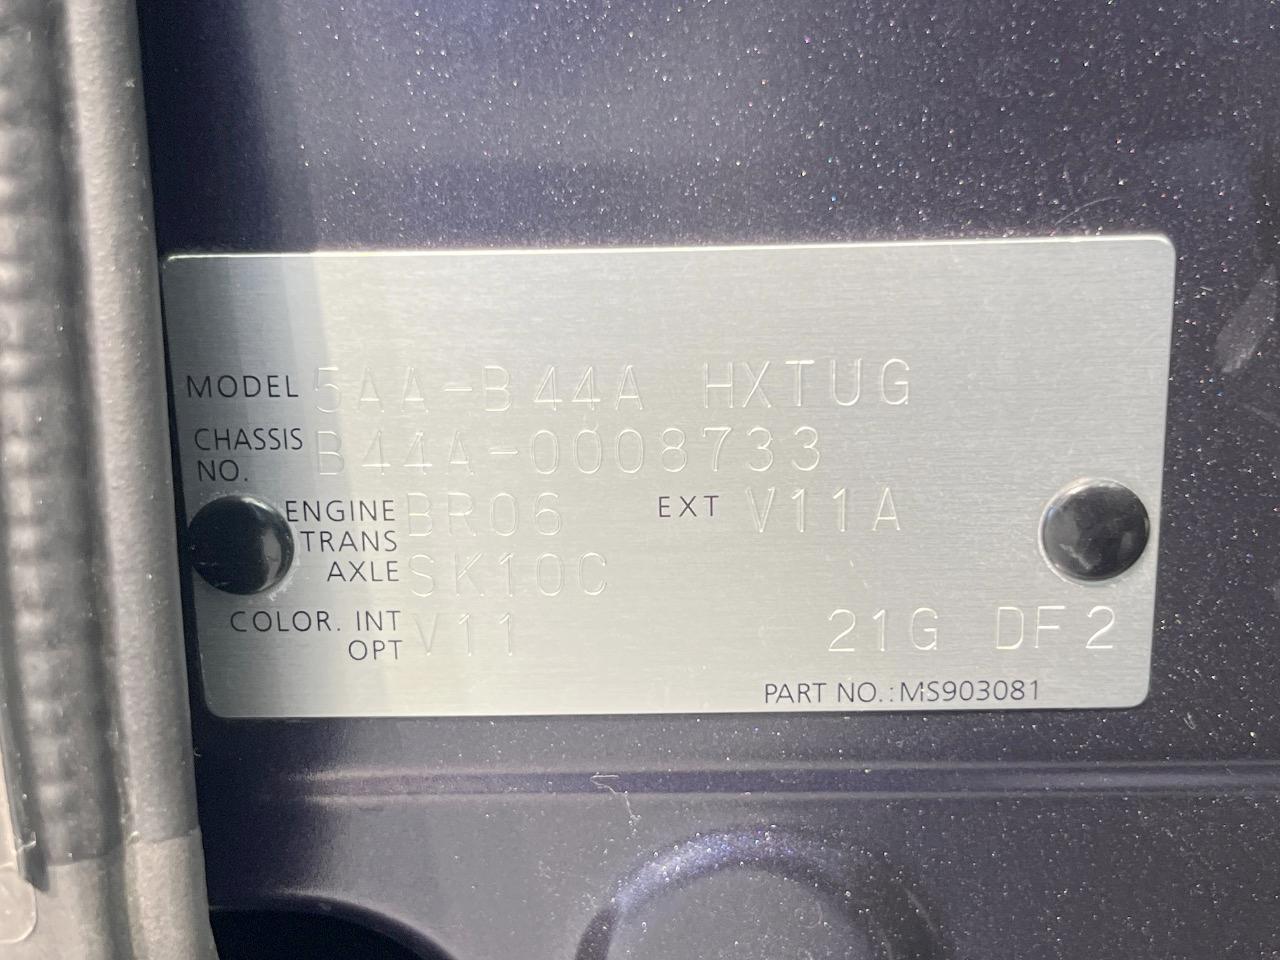 MODEL 5AA-B44A HXTUG
CHASSIS NO. B44A-0008733
ENGINE BR06 EXT V11A
TRANS
AXLE SK10C
COLOR. INT V11 21G DF2
OPT
PART NO.:MS903081